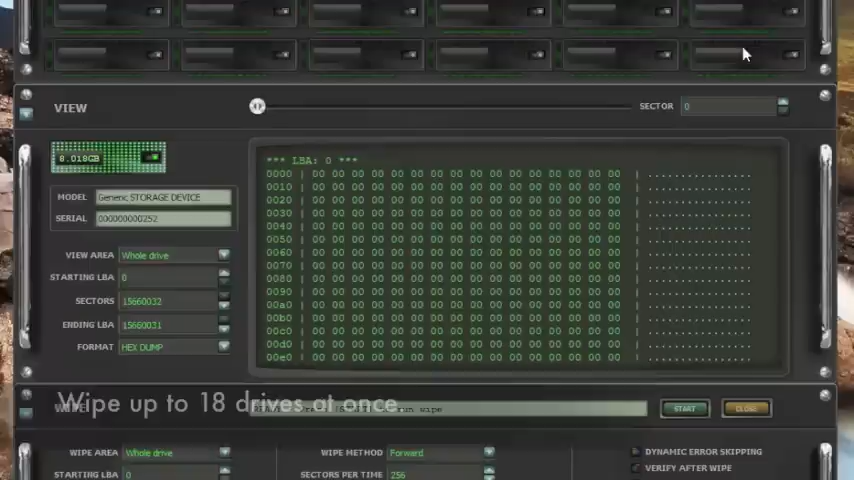 VIEW
SECTOR 0
8.018GB
MODEL Generic STORAGE DEVICE
SERIAL 000000000252
VIEW AREA Whole drive
STARTING LBA 0
SECTORS 15660032
ENDING LBA 15660031
FORMAT HEX DUMP
*** LBA: 0 ***
0000 | 00 00 00 00 00 00 00 00 00 00 00 00 00 00 00 00 | ................
0010 | 00 00 00 00 00 00 00 00 00 00 00 00 00 00 00 00 | ................
0020 | 00 00 00 00 00 00 00 00 00 00 00 00 00 00 00 00 | ................
0030 | 00 00 00 00 00 00 00 00 00 00 00 00 00 00 00 00 | ................
0040 | 00 00 00 00 00 00 00 00 00 00 00 00 00 00 00 00 | ................
0050 | 00 00 00 00 00 00 00 00 00 00 00 00 00 00 00 00 | ................
0060 | 00 00 00 00 00 00 00 00 00 00 00 00 00 00 00 00 | ................
0070 | 00 00 00 00 00 00 00 00 00 00 00 00 00 00 00 00 | ................
0080 | 00 00 00 00 00 00 00 00 00 00 00 00 00 00 00 00 | ................
0090 | 00 00 00 00 00 00 00 00 00 00 00 00 00 00 00 00 | ................
00a0 | 00 00 00 00 00 00 00 00 00 00 00 00 00 00 00 00 | ................
00b0 | 00 00 00 00 00 00 00 00 00 00 00 00 00 00 00 00 | ................
00c0 | 00 00 00 00 00 00 00 00 00 00 00 00 00 00 00 00 | ................
00d0 | 00 00 00 00 00 00 00 00 00 00 00 00 00 00 00 00 | ................
00e0 | 00 00 00 00 00 00 00 00 00 00 00 00 00 00 00 00 | ................
Wipe up to 18 drives at once
WIPE
run wipe
START CLOSE
WIPE AREA Whole drive
STARTING LBA 0
WIPE METHOD Forward
SECTORS PER TIME 256
DYNAMIC ERROR SKIPPING
VERIFY AFTER WIPE